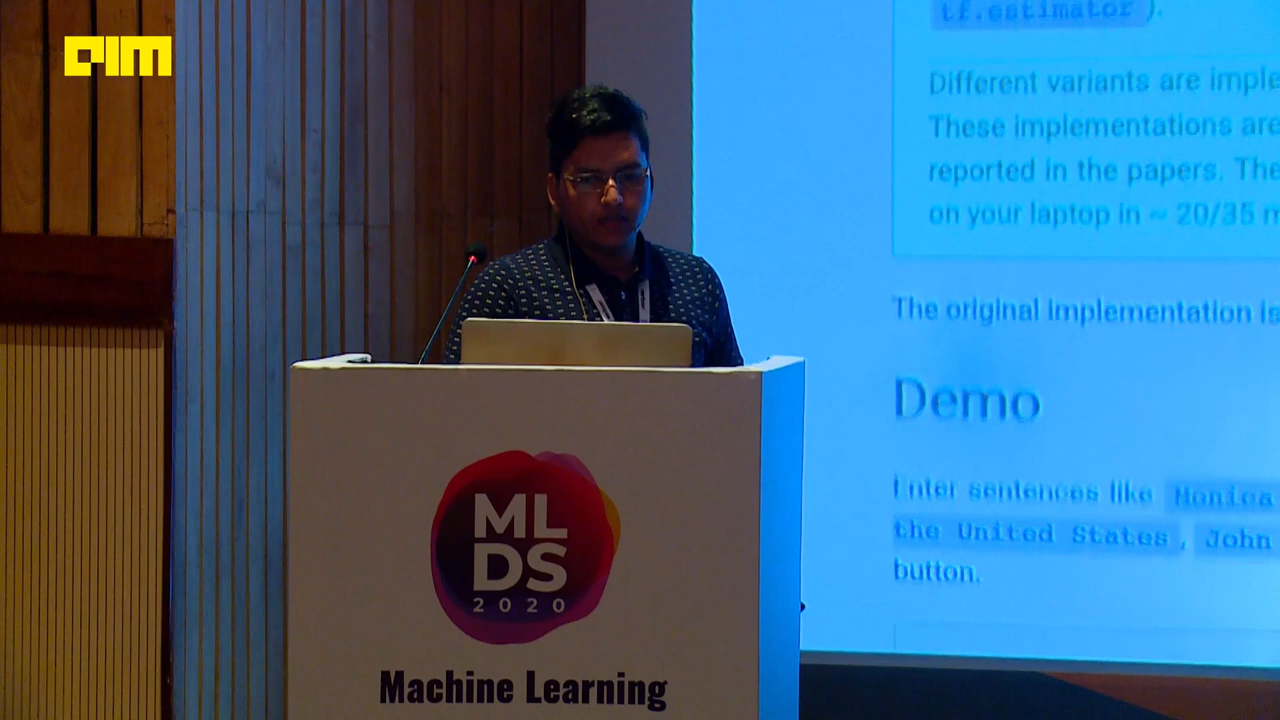 AIM
tf.estimator ).
Different variants are imple
These implementations are
reported in the papers. The
on your laptop in ~ 20/35 m
The original implementation is
Demo
Enter sentences like Monica
the United States , John
button.
ML
DS
2020
Machine Learning